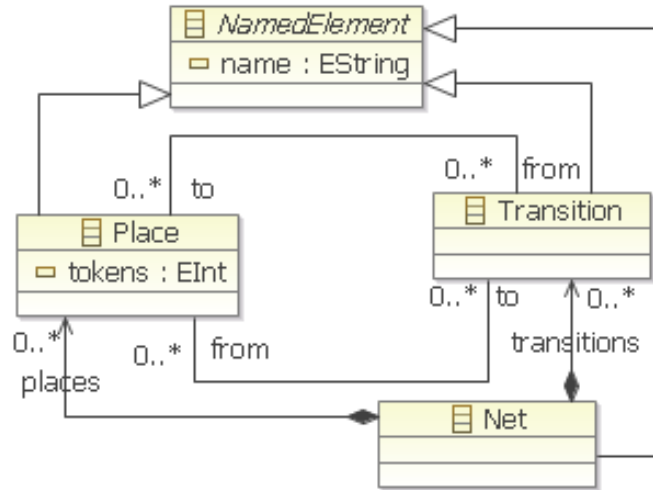 NamedElement
name : EString
0..* to
0..* from
Place
tokens : EInt
Transition
0..* to
0..*
0..*
places
0..* from
transitions
Net